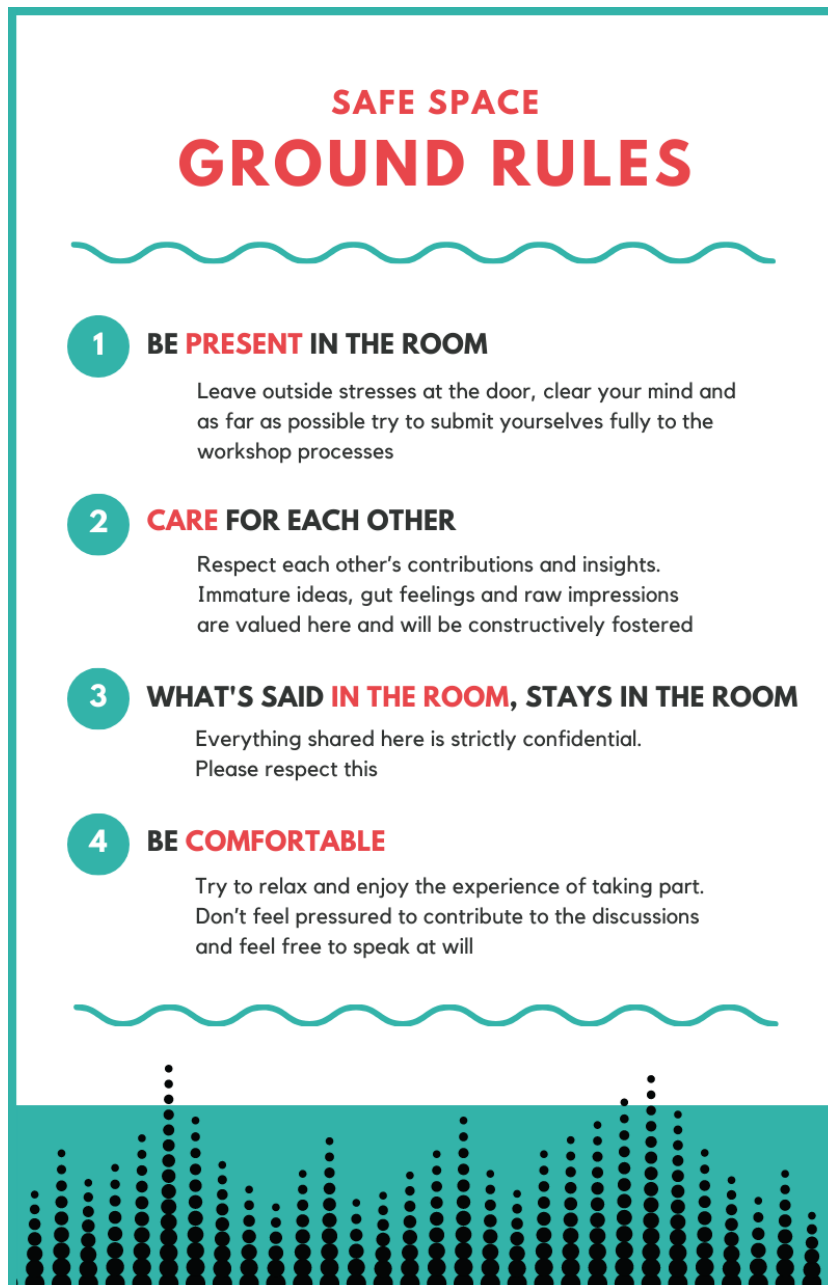 SAFE SPACE
GROUND RULES
1 BE PRESENT IN THE ROOM
Leave outside stresses at the door, clear your mind and
as far as possible try to submit yourselves fully to the
workshop processes
2 CARE FOR EACH OTHER
Respect each other’s contributions and insights.
Immature ideas, gut feelings and raw impressions
are valued here and will be constructively fostered
3 WHAT'S SAID IN THE ROOM, STAYS IN THE ROOM
Everything shared here is strictly confidential.
Please respect this
4 BE COMFORTABLE
Try to relax and enjoy the experience of taking part.
Don’t feel pressured to contribute to the discussions
and feel free to speak at will